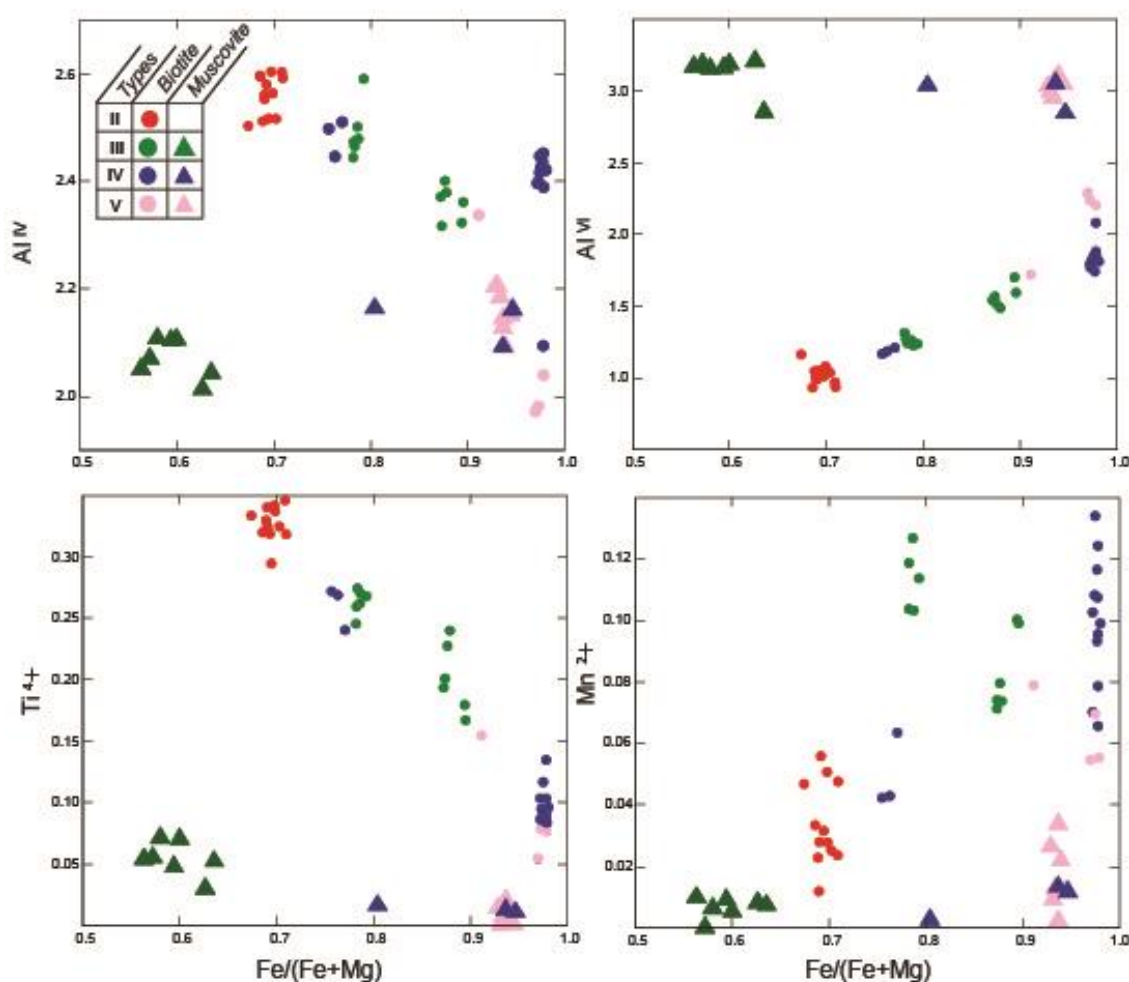 Types Biotite Muscovite
II
III
IV
V
2.6
2.4
2.2
2.0
Al IV
0.5 0.6 0.7 0.8 0.9 1.0
3.0
2.5
2.0
1.5
1.0
Al VI
0.5 0.6 0.7 0.8 0.9 1.0
0.30
0.25
0.20
0.15
0.10
0.05
Ti 4+
0.5 0.6 0.7 0.8 0.9 1.0
Fe/(Fe+Mg)
0.12
0.10
0.08
0.06
0.04
0.02
Mn 2+
0.5 0.6 0.7 0.8 0.9 1.0
Fe/(Fe+Mg)